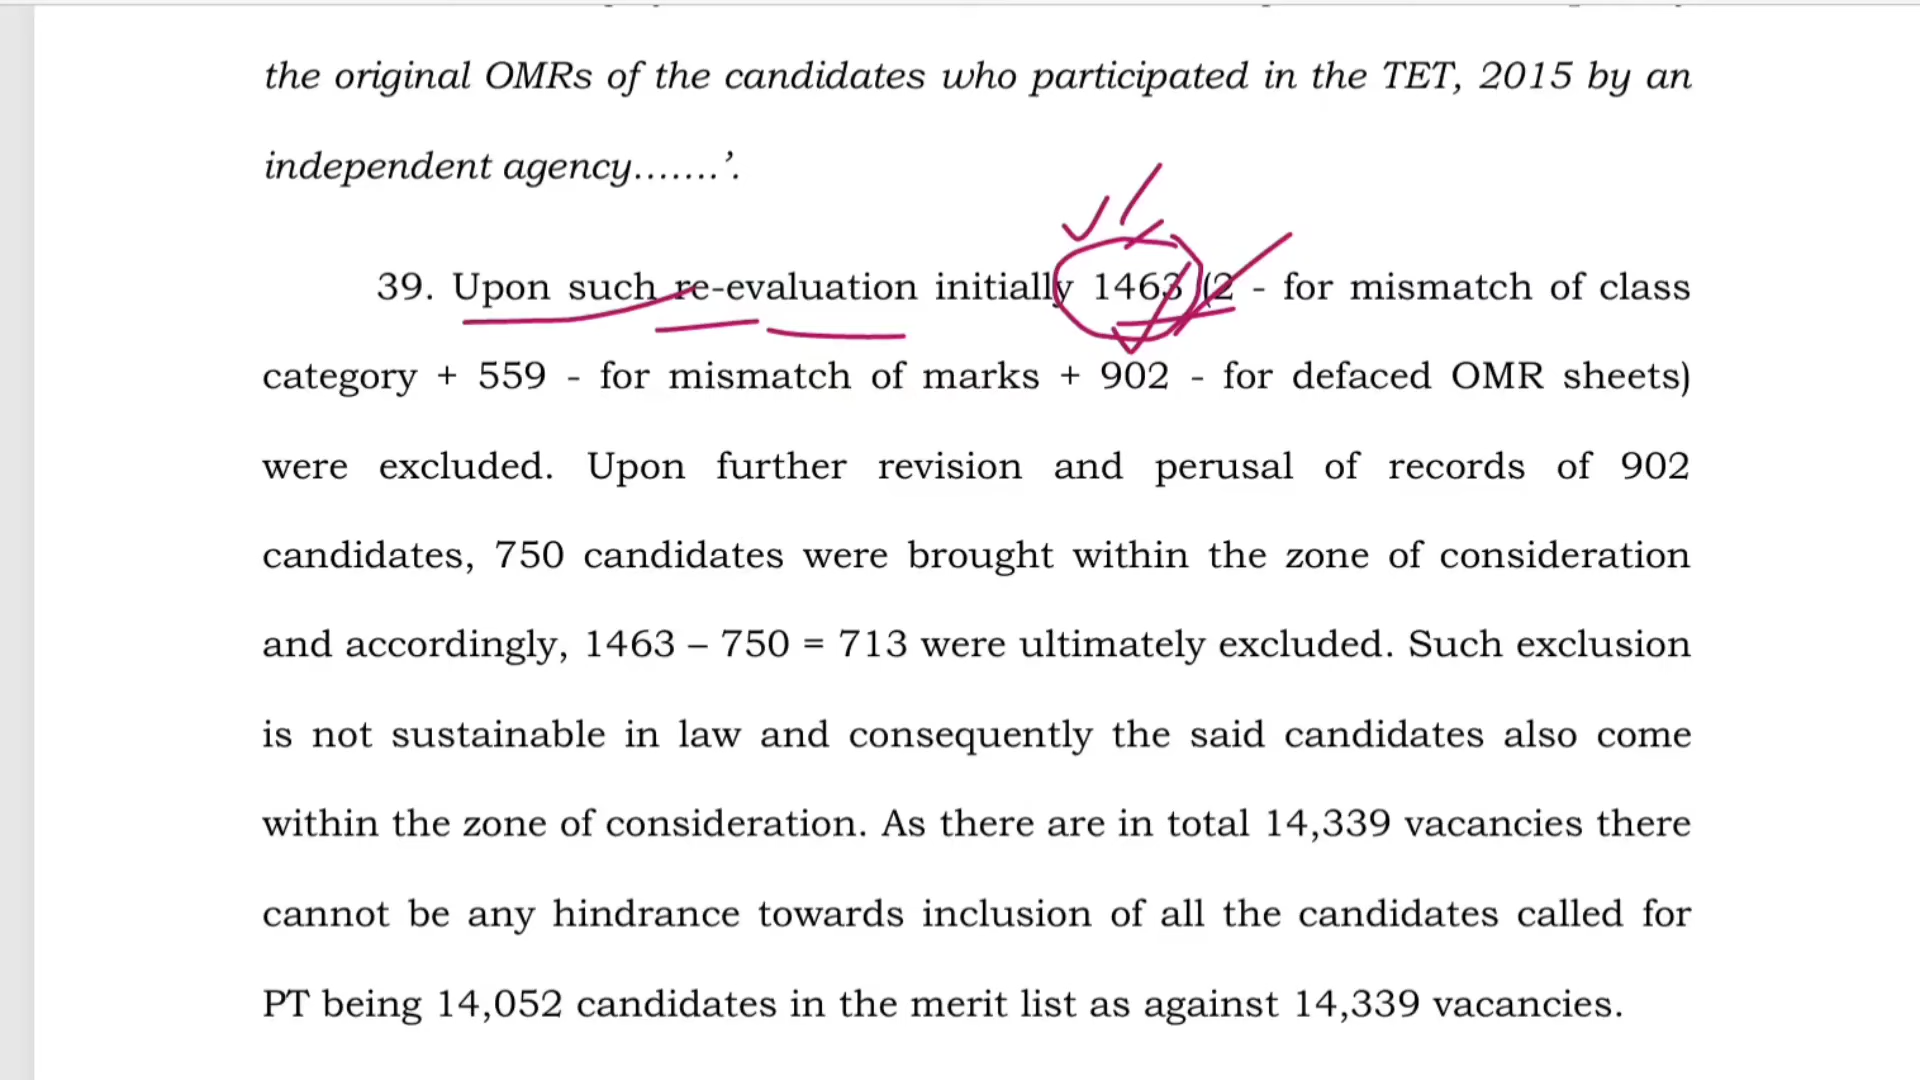 the original OMRs of the candidates who participated in the TET, 2015 by an
independent agency.......’.
39. Upon such re-evaluation initially 1463 (2 - for mismatch of class
category + 559 - for mismatch of marks + 902 - for defaced OMR sheets)
were excluded. Upon further revision and perusal of records of 902
candidates, 750 candidates were brought within the zone of consideration
and accordingly, 1463 – 750 = 713 were ultimately excluded. Such exclusion
is not sustainable in law and consequently the said candidates also come
within the zone of consideration. As there are in total 14,339 vacancies there
cannot be any hindrance towards inclusion of all the candidates called for
PT being 14,052 candidates in the merit list as against 14,339 vacancies.